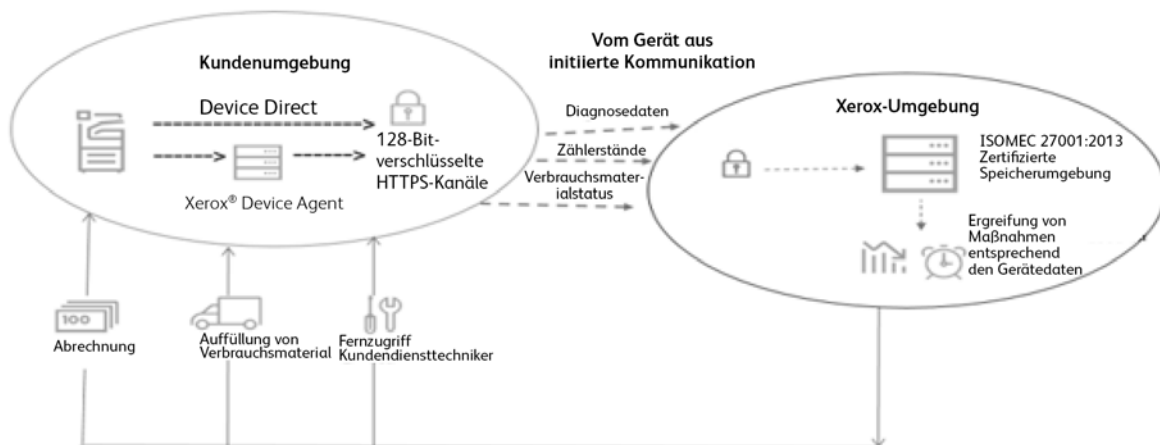 Kundenumgebung
Device Direct
128-Bit-
verschlüsselte
HTTPS-Kanäle
Xerox® Device Agent
Vom Gerät aus
initiierte Kommunikation
Diagnosedaten
Zählerstände
Verbrauchsmater-
ialstatus
Xerox-Umgebung
ISOMEC 27001:2013
Zertifizierte
Speicherumgebung
Ergreifung von
Maßnahmen
entsprechend
den Gerätedaten
100
Abrechnung
Auffüllung von
Verbrauchsmaterial
Fernzugriff
Kundendiensttechniker